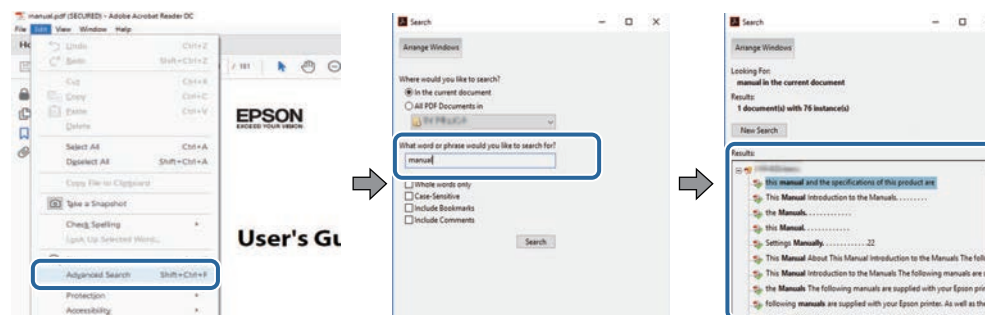 manual.pdf (SECURED) - Adobe Acrobat Reader DC
File Edit View Window Help
Undo Ctrl+Z
Redo Shift+Ctrl+Z
Cut Ctrl+X
Copy Ctrl+C
Paste Ctrl+V
Delete
Select All Ctrl+A
Deselect All Shift+Ctrl+A
Copy File to Clipboard
Take a Snapshot
Check Spelling
Look Up Selected Word...
Advanced Search Shift+Ctrl+F
Protection
Accessibility
/ 181
EPSON
EXCEED YOUR VISION
User's Gu
Search
Arrange Windows
Where would you like to search?
In the current document
All PDF Documents in
What word or phrase would you like to search for?
manual
Whole words only
Case-Sensitive
Include Bookmarks
Include Comments
Search
Search
Arrange Windows
Looking For:
manual in the current document
Results:
1 document(s) with 76 instance(s)
New Search
Results:
this manual and the specifications of this product are
This Manual Introduction to the Manuals. . . . . . . . .
the Manuals. . . . . . . . . . . .
this Manual. . . . . . . . . . . .
Settings Manually. . . . . . . . . . . .22
This Manual About This Manual Introduction to the Manuals The foll
This Manual Introduction to the Manuals The following manuals are
the Manuals The following manuals are supplied with your Epson prin
following manuals are supplied with your Epson printer. As well as the